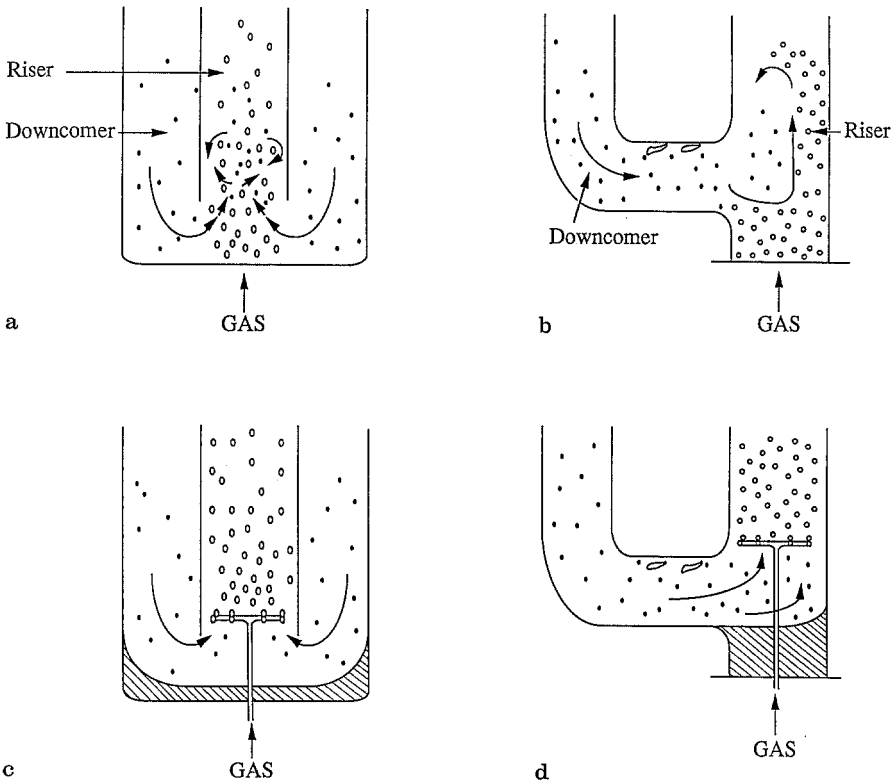 Riser
Downcomer
GAS
a
Riser
Downcomer
GAS
b
GAS
c
GAS
d